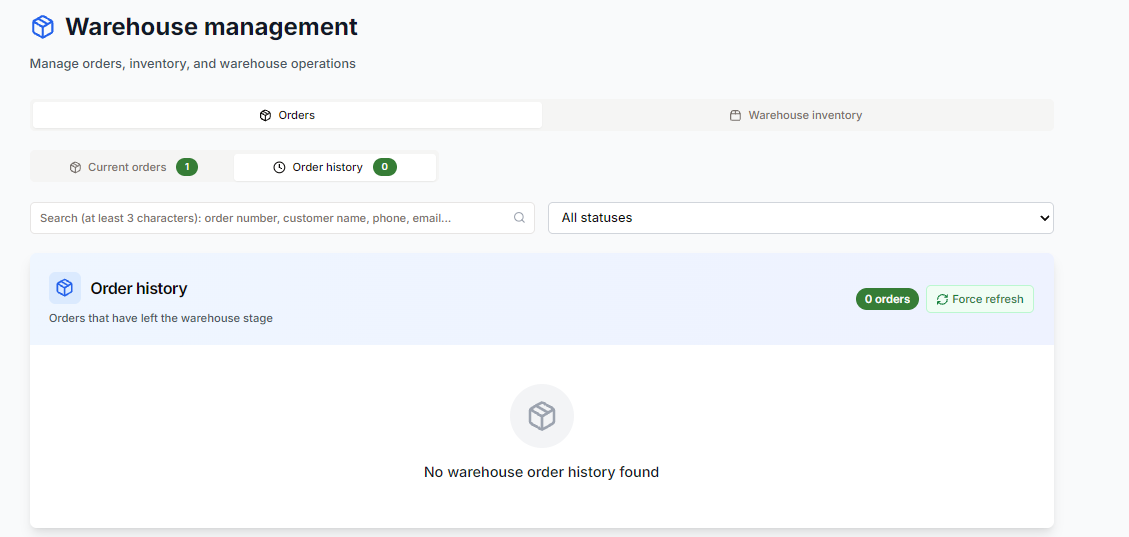 Warehouse management
Manage orders, inventory, and warehouse operations
Orders
Warehouse inventory
Current orders 1
Order history 0
Search (at least 3 characters): order number, customer name, phone, email...
All statuses
Order history
Orders that have left the warehouse stage
0 orders
Force refresh
No warehouse order history found